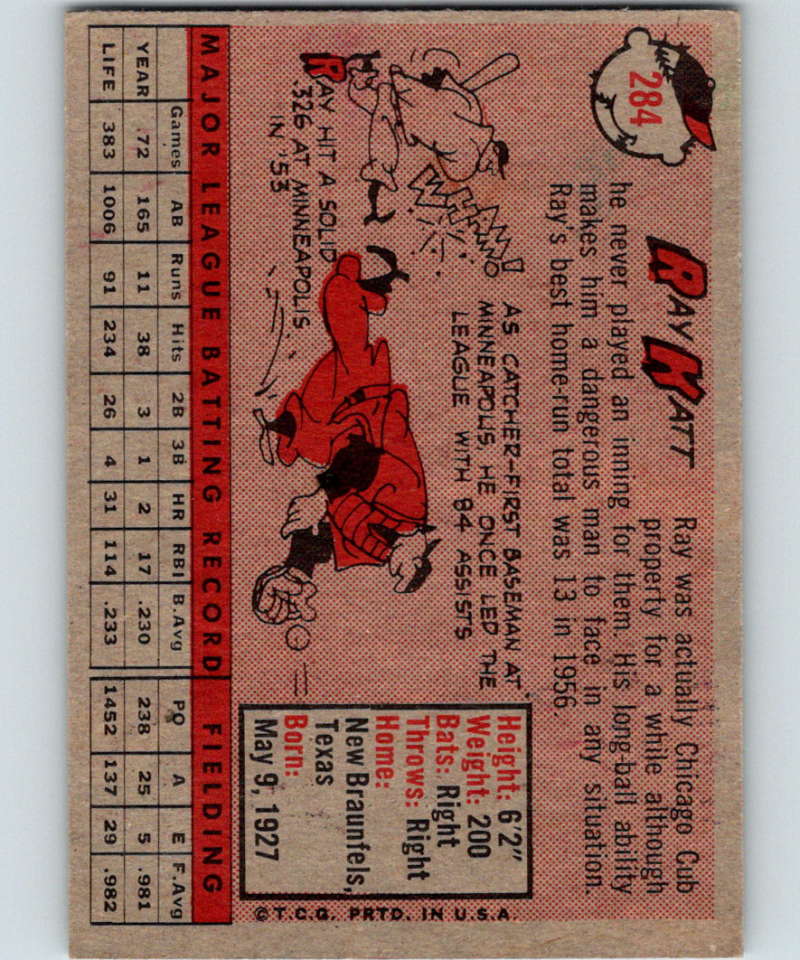 284
RAY KATT
Ray was actually Chicago Cub
property for a while although
he never played an inning for them. His long-ball ability
makes him a dangerous man to face in any situation.
Ray's best home-run total was 13 in 1956.
WHAM!
RAY HIT A SOLID
.326 AT MINNEAPOLIS
IN '53
AS CATCHER-FIRST BASEMAN AT
MINNEAPOLIS, HE ONCE LED THE
LEAGUE WITH 84 ASSISTS
Height: 6'2"
Weight: 200
Bats: Right
Throws: Right
Home:
New Braunfels,
Texas
Born:
May 9, 1927
© T.C.G. PRTD. IN U.S.A
MAJOR LEAGUE BATTING RECORD FIELDING
Games AB Runs Hits 2B 3B HR RBI B.Avg PO A E F.Avg
YEAR .72 165 11 38 3 1 2 17 .230 238 25 5 .981
LIFE 383 1006 91 234 26 4 31 114 .233 1452 137 29 .982